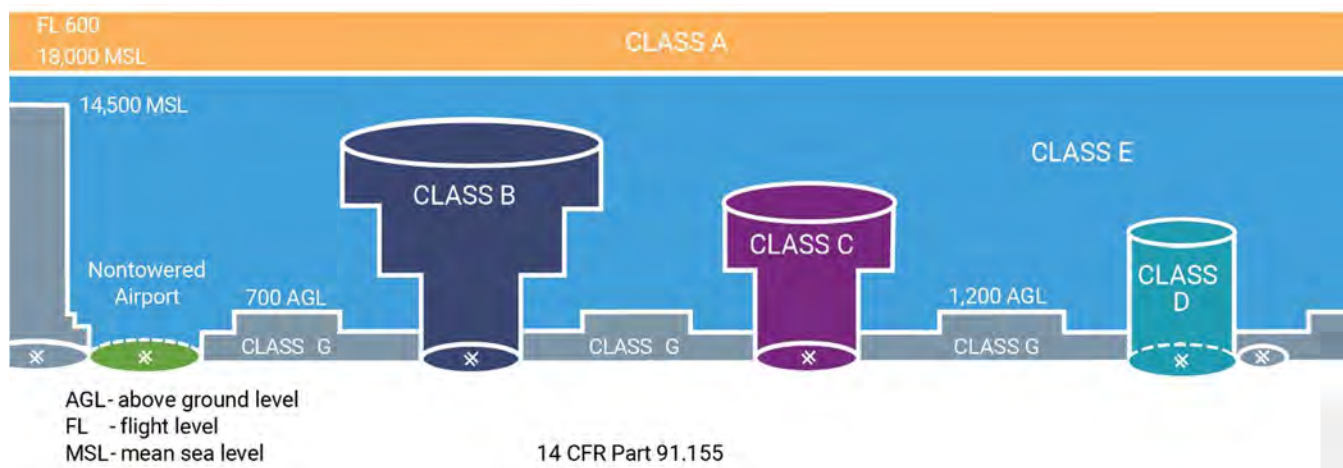 FL 600
18,000 MSL
CLASS A
14,500 MSL
CLASS E
CLASS B
CLASS C
Nontowered
Airport
CLASS
D
700 AGL
1,200 AGL
CLASS G
CLASS G
CLASS G
AGL- above ground level
FL - flight level
MSL- mean sea level
14 CFR Part 91.155